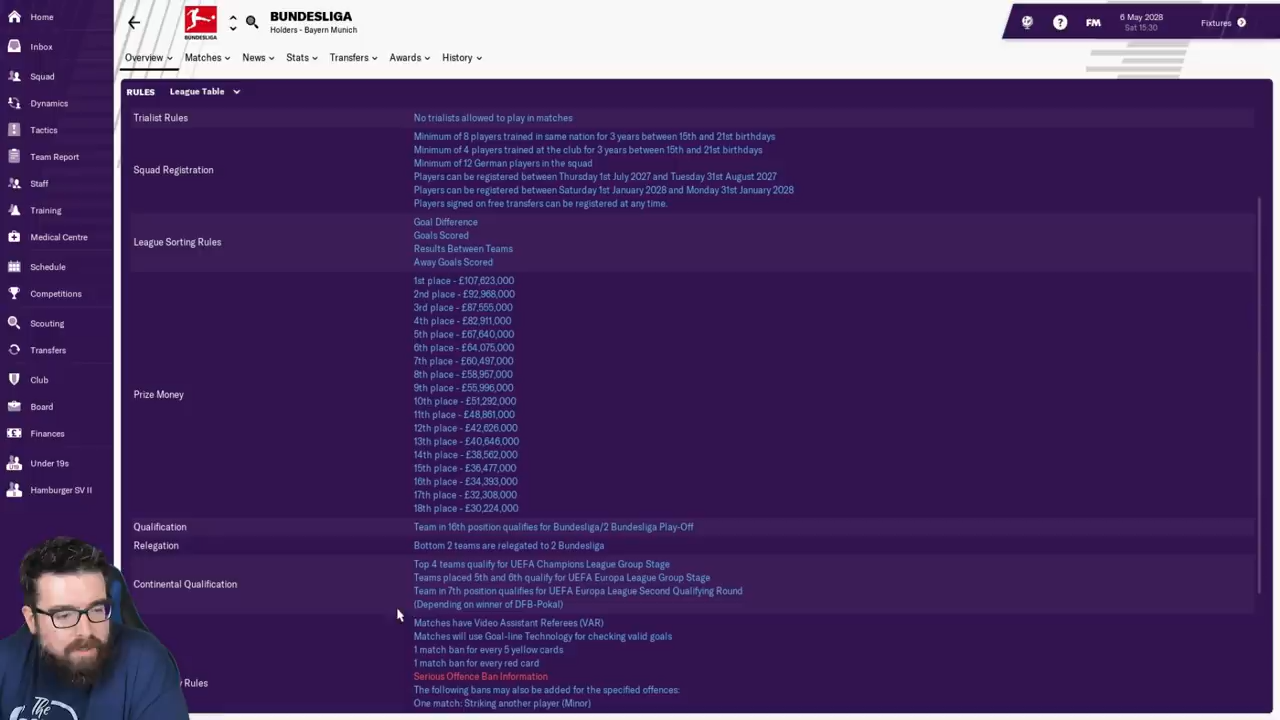 Home
Inbox
Squad
Dynamics
Tactics
Team Report
Staff
Training
Medical Centre
Schedule
Competitions
Scouting
Transfers
Club
Board
Finances
Under 19s
Hamburger SV II
BUNDESLIGA
BUNDESLIGA
Holders - Bayern Munich
FM
6 May 2028
Sat 15:30
Fixtures
Overview
Matches
News
Stats
Transfers
Awards
History
RULES League Table
Trialist Rules
No trialists allowed to play in matches
Squad Registration
Minimum of 8 players trained in same nation for 3 years between 15th and 21st birthdays
Minimum of 4 players trained at the club for 3 years between 15th and 21st birthdays
Minimum of 12 German players in the squad
Players can be registered between Thursday 1st July 2027 and Tuesday 31st August 2027
Players can be registered between Saturday 1st January 2028 and Monday 31st January 2028
Players signed on free transfers can be registered at any time.
League Sorting Rules
Goal Difference
Goals Scored
Results Between Teams
Away Goals Scored
Prize Money
1st place - £107,623,000
2nd place - £92,968,000
3rd place - £87,555,000
4th place - £82,911,000
5th place - £67,640,000
6th place - £64,075,000
7th place - £60,497,000
8th place - £58,957,000
9th place - £55,996,000
10th place - £51,292,000
11th place - £48,861,000
12th place - £42,626,000
13th place - £40,646,000
14th place - £38,562,000
15th place - £36,477,000
16th place - £34,393,000
17th place - £32,308,000
18th place - £30,224,000
Qualification
Team in 16th position qualifies for Bundesliga/2 Bundesliga Play-Off
Relegation
Bottom 2 teams are relegated to 2 Bundesliga
Continental Qualification
Top 4 teams qualify for UEFA Champions League Group Stage
Teams placed 5th and 6th qualify for UEFA Europa League Group Stage
Team in 7th position qualifies for UEFA Europa League Second Qualifying Round
(Depending on winner of DFB-Pokal)
y Rules
Matches have Video Assistant Referees (VAR)
Matches will use Goal-line Technology for checking valid goals
1 match ban for every 5 yellow cards
1 match ban for every red card
Serious Offence Ban Information
The following bans may also be added for the specified offences:
One match: Striking another player (Minor)
The